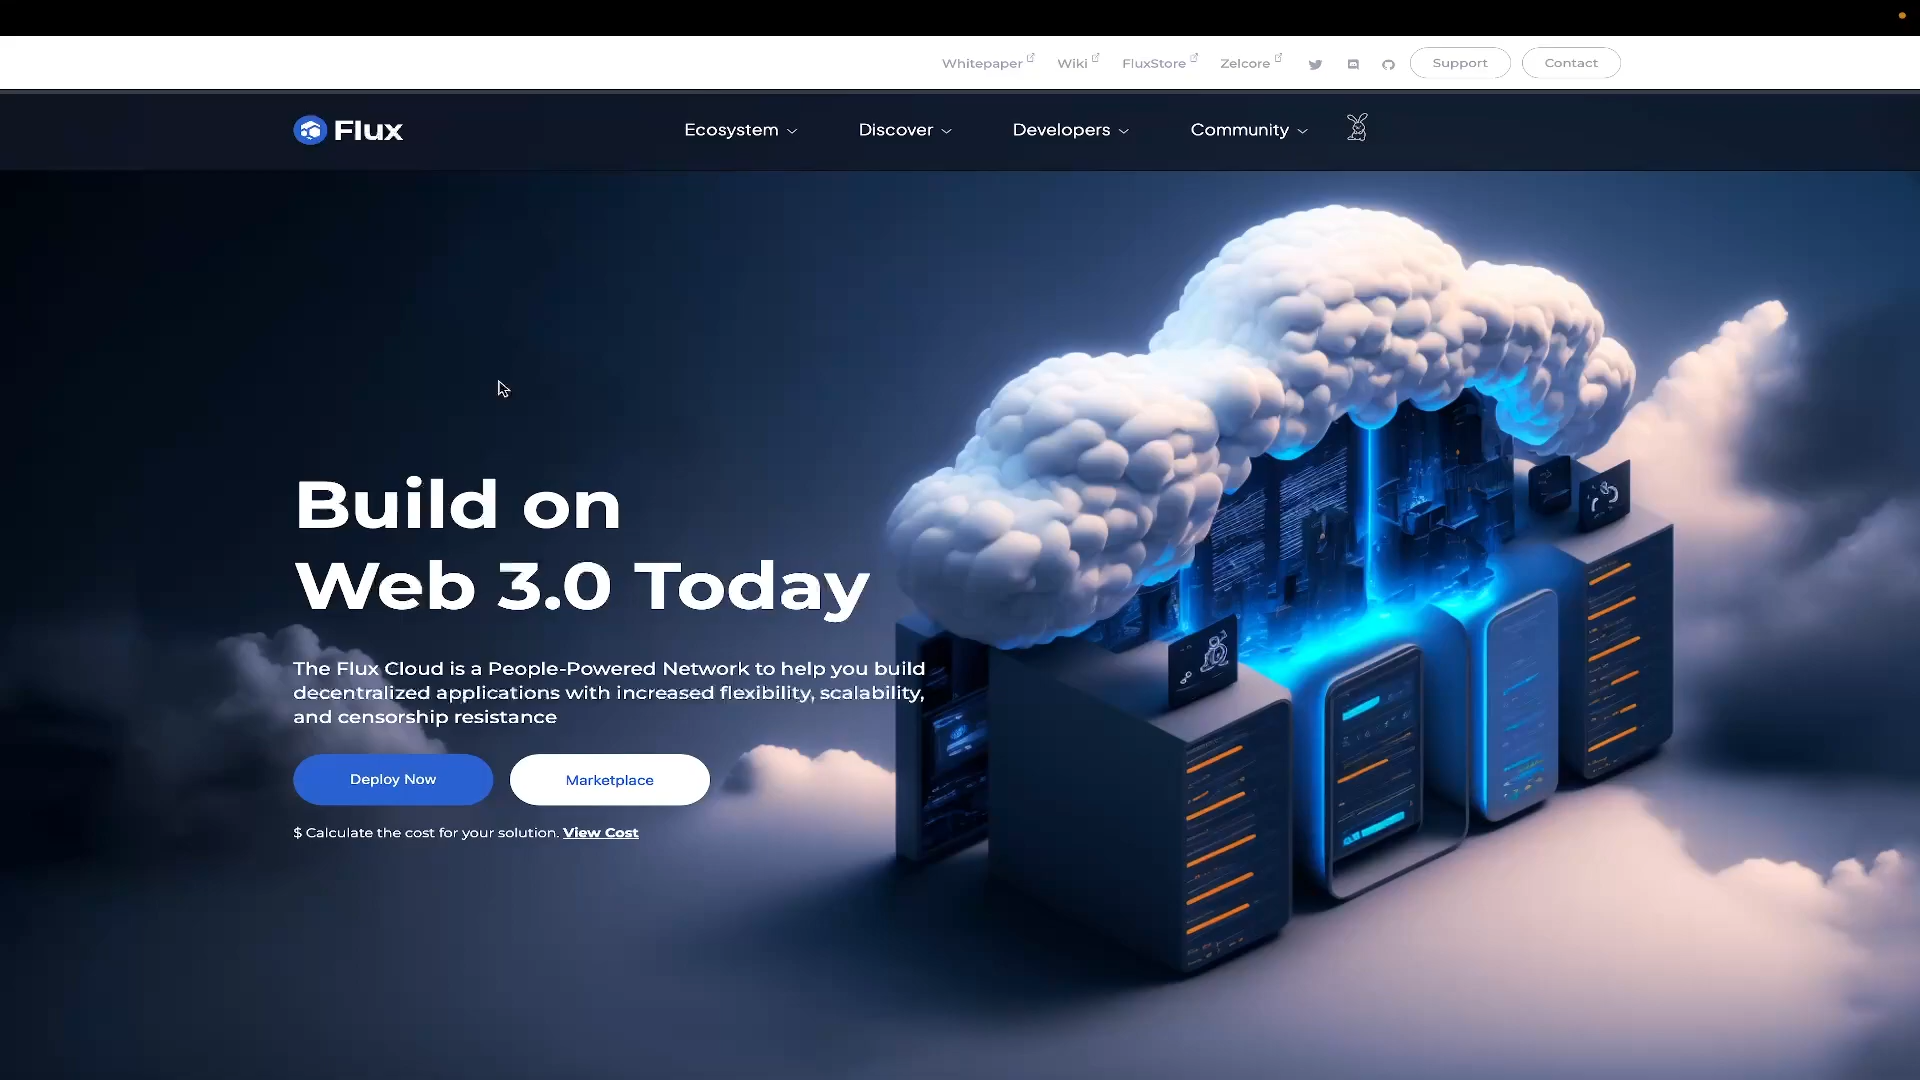 Whitepaper Wiki FluxStore Zelcore Support Contact
Flux Ecosystem Discover Developers Community
Build on
Web 3.0 Today
The Flux Cloud is a People-Powered Network to help you build
decentralized applications with increased flexibility, scalability,
and censorship resistance
Deploy Now Marketplace
$ Calculate the cost for your solution. View Cost